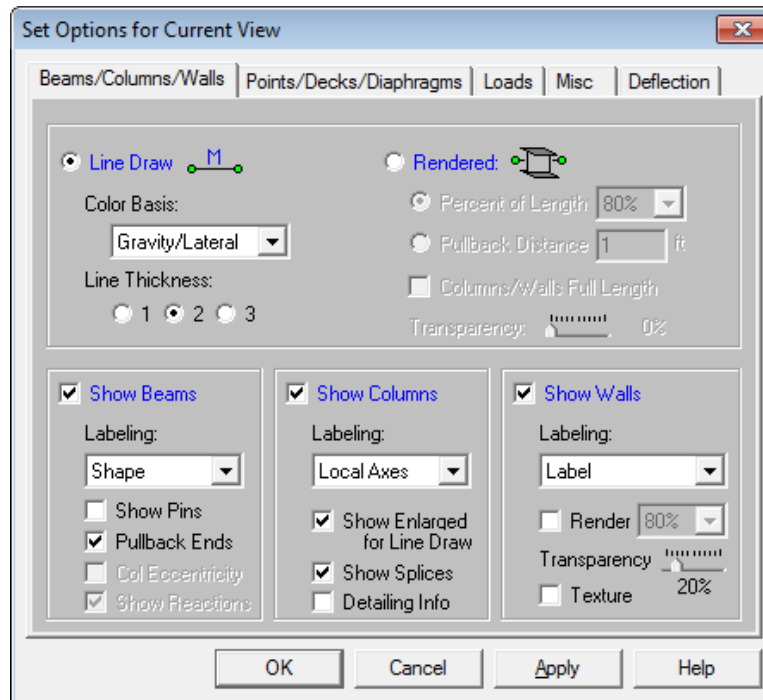 Set Options for Current View
Beams/Columns/Walls Points/Decks/Diaphragms Loads Misc Deflection
Line Draw M
Color Basis:
Gravity/Lateral
Line Thickness:
1 2 3
Rendered:
Percent of Length: 80%
Pullback Distance 1 ft
Columns/Walls Full Length
Transparency: 0%
Show Beams
Labeling:
Shape
Show Pins
Pullback Ends
Col Eccentricity
Show Reactions
Show Columns
Labeling:
Local Axes
Show Enlarged
for Line Draw
Show Splices
Detailing Info
Show Walls
Labeling:
Label
Render 80%
Transparency
20%
Texture
OK Cancel Apply Help